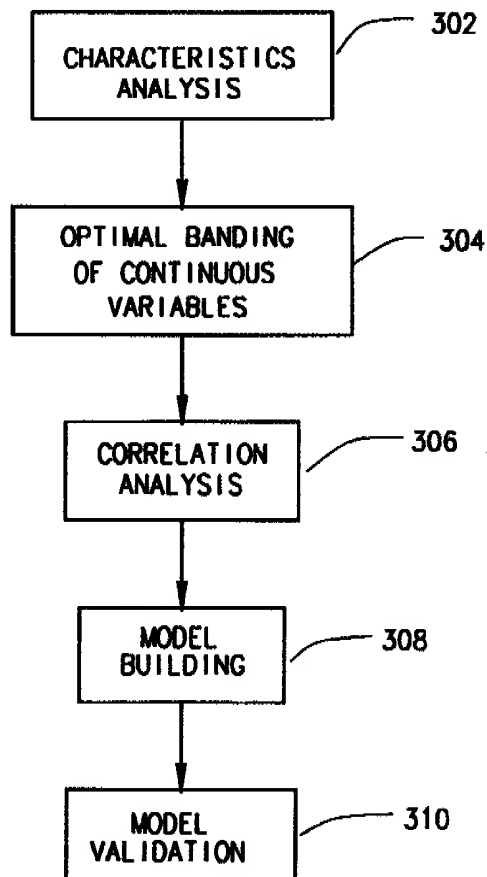 302
CHARACTERISTICS
ANALYSIS
OPTIMAL BANDING
OF CONTINUOUS
VARIABLES
304
CORRELATION
ANALYSIS
306
MODEL
BUILDING
308
MODEL
VALIDATION
310